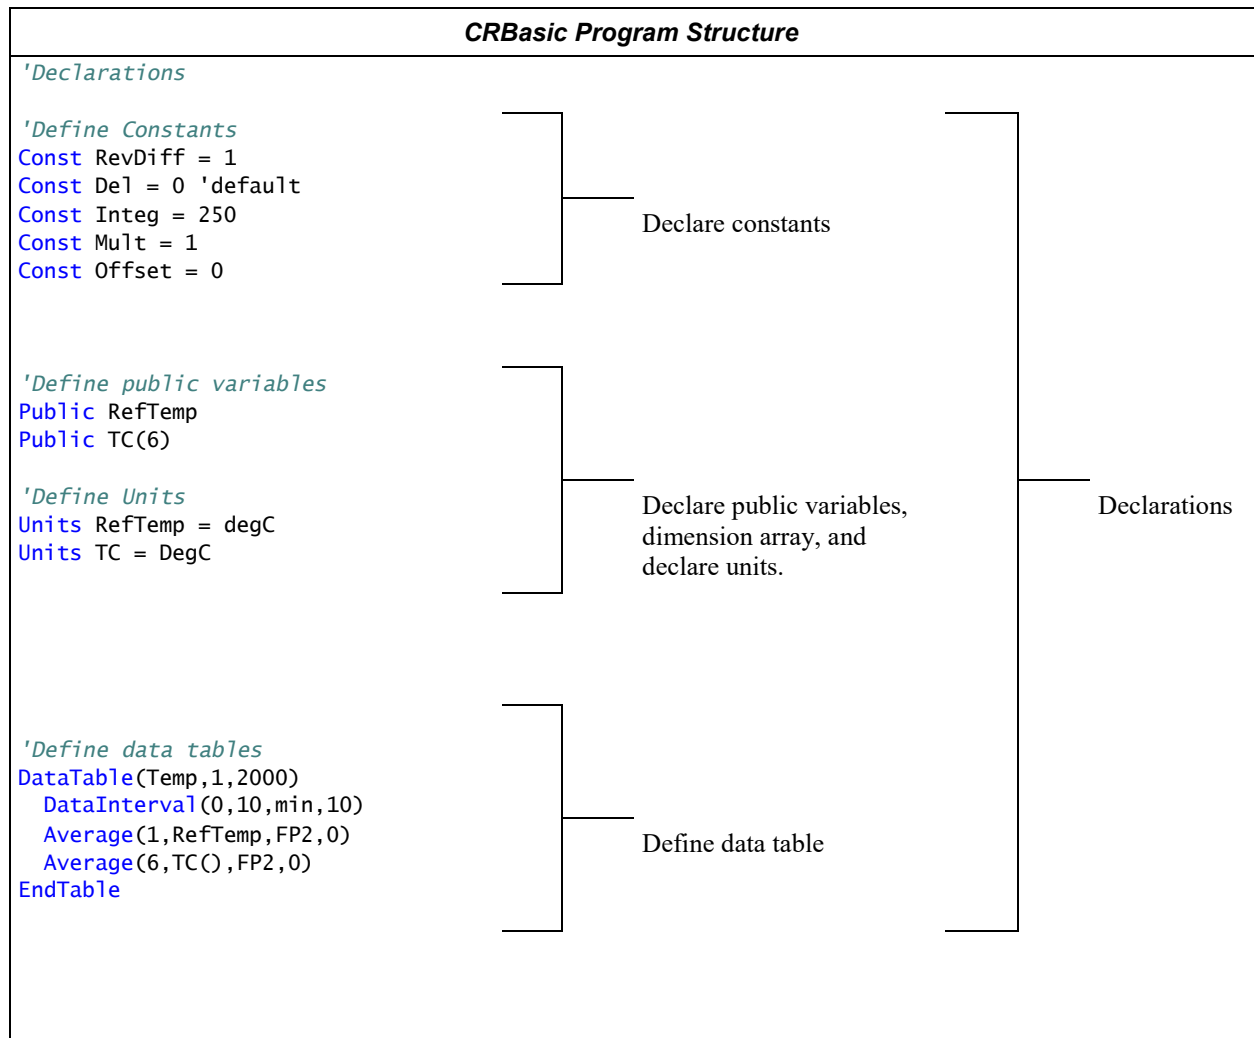 CRBasic Program Structure
'Declarations
'Define Constants
Const RevDiff = 1
Const Del = 0 'default
Const Integ = 250
Const Mult = 1
Const Offset = 0
Declare constants
'Define public variables
Public RefTemp
Public TC(6)
'Define Units
Units RefTemp = degC
Units TC = DegC
Declare public variables,
dimension array, and
declare units.
'Define data tables
DataTable(Temp,1,2000)
  DataInterval(0,10,min,10)
  Average(1,RefTemp,FP2,0)
  Average(6,TC(),FP2,0)
EndTable
Define data table
Declarations